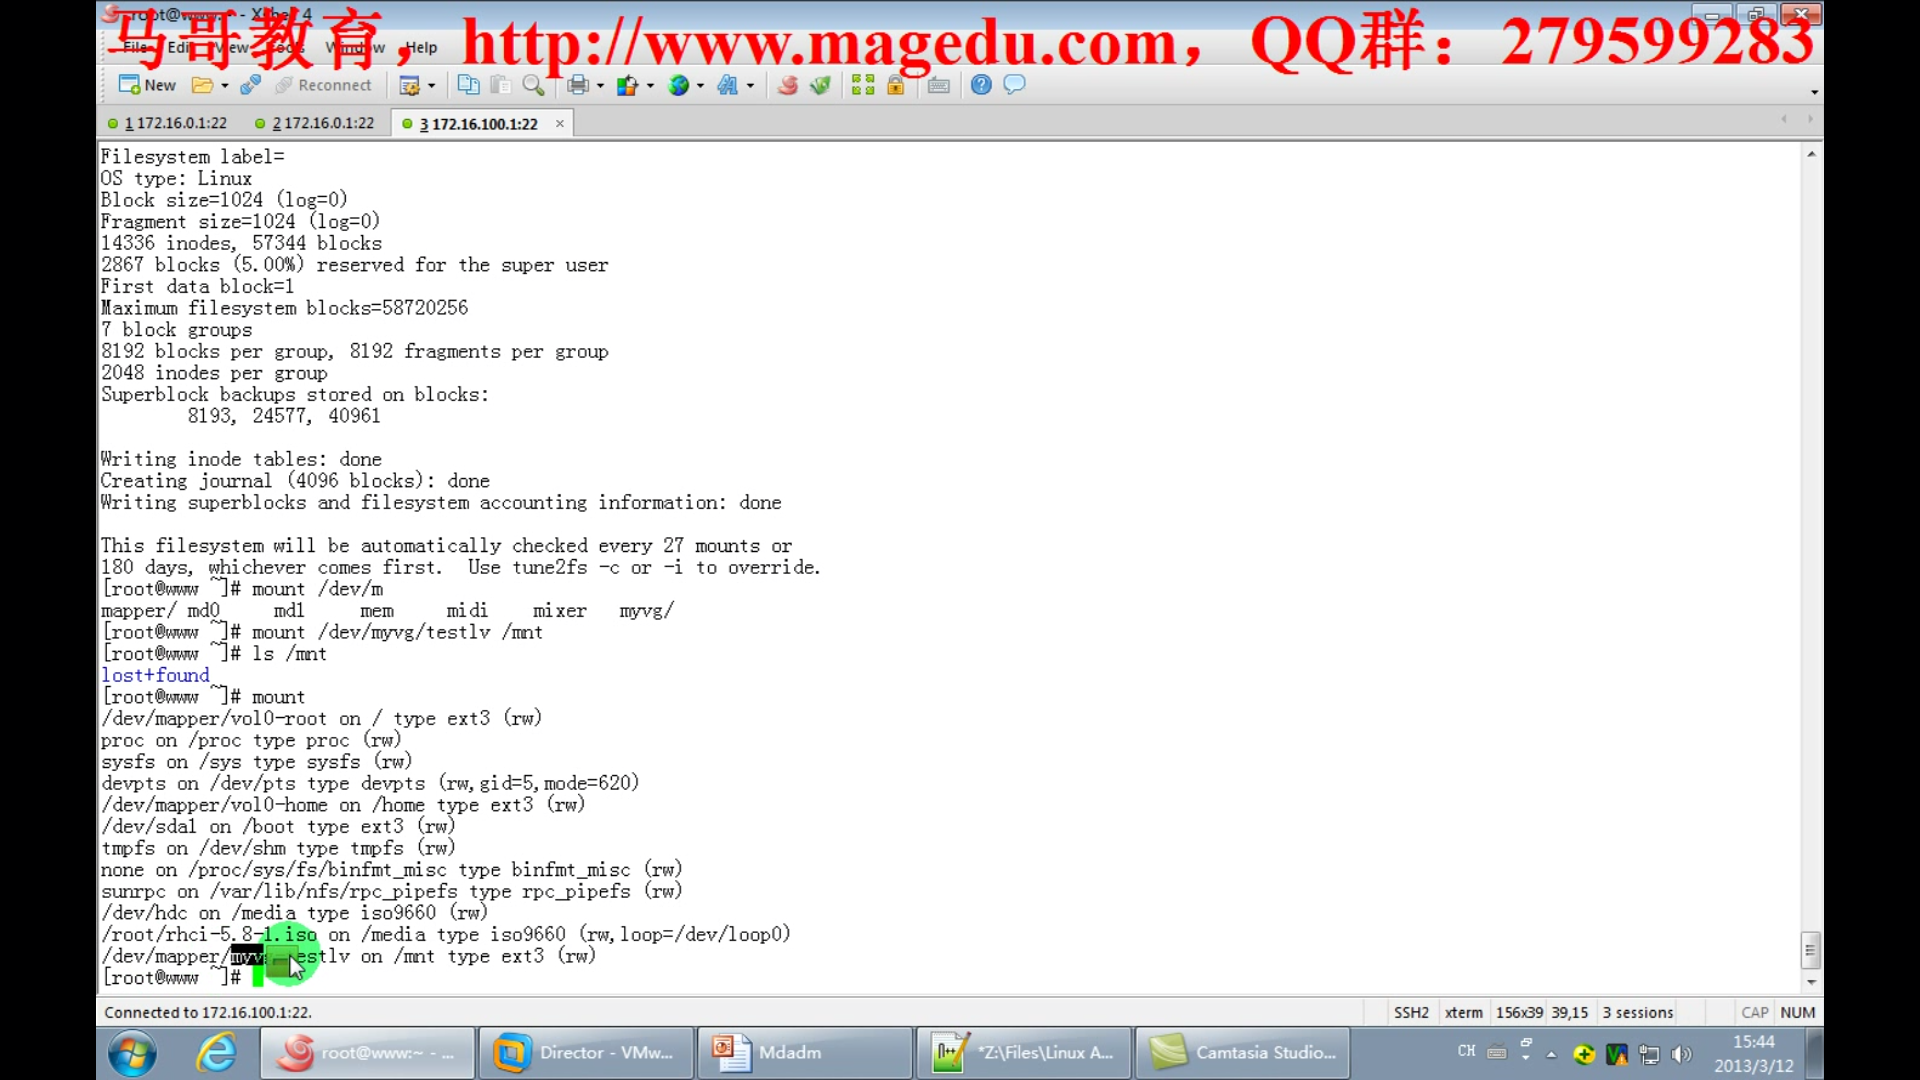 root@www:~ - Xshell 4
马哥教育，http://www.magedu.com，QQ群：279599283
File Edit View Tools Window Help
New Reconnect
1 172.16.0.1:22 2 172.16.0.1:22 3 172.16.100.1:22 ×
Filesystem label=
OS type: Linux
Block size=1024 (log=0)
Fragment size=1024 (log=0)
14336 inodes, 57344 blocks
2867 blocks (5.00%) reserved for the super user
First data block=1
Maximum filesystem blocks=58720256
7 block groups
8192 blocks per group, 8192 fragments per group
2048 inodes per group
Superblock backups stored on blocks:
8193, 24577, 40961
Writing inode tables: done
Creating journal (4096 blocks): done
Writing superblocks and filesystem accounting information: done
This filesystem will be automatically checked every 27 mounts or
180 days, whichever comes first.  Use tune2fs -c or -i to override.
[root@www ~]# mount /dev/m
mapper/ md0 md1 mem midi mixer myvg/
[root@www ~]# mount /dev/myvg/testlv /mnt
[root@www ~]# ls /mnt
lost+found
[root@www ~]# mount
/dev/mapper/vol0-root on / type ext3 (rw)
proc on /proc type proc (rw)
sysfs on /sys type sysfs (rw)
devpts on /dev/pts type devpts (rw,gid=5,mode=620)
/dev/mapper/vol0-home on /home type ext3 (rw)
/dev/sda1 on /boot type ext3 (rw)
tmpfs on /dev/shm type tmpfs (rw)
none on /proc/sys/fs/binfmt_misc type binfmt_misc (rw)
sunrpc on /var/lib/nfs/rpc_pipefs type rpc_pipefs (rw)
/dev/hdc on /media type iso9660 (rw)
/root/rhci-5.8-1.iso on /media type iso9660 (rw,loop=/dev/loop0)
/dev/mapper/myvg-testlv on /mnt type ext3 (rw)
[root@www ~]#
Connected to 172.16.100.1:22. SSH2 xterm 156x39 39,15 3 sessions CAP NUM
root@www:~ - ... Director - VMw... Mdadm *Z:\Files\Linux A... Camtasia Studio... CH 15:44
2013/3/12